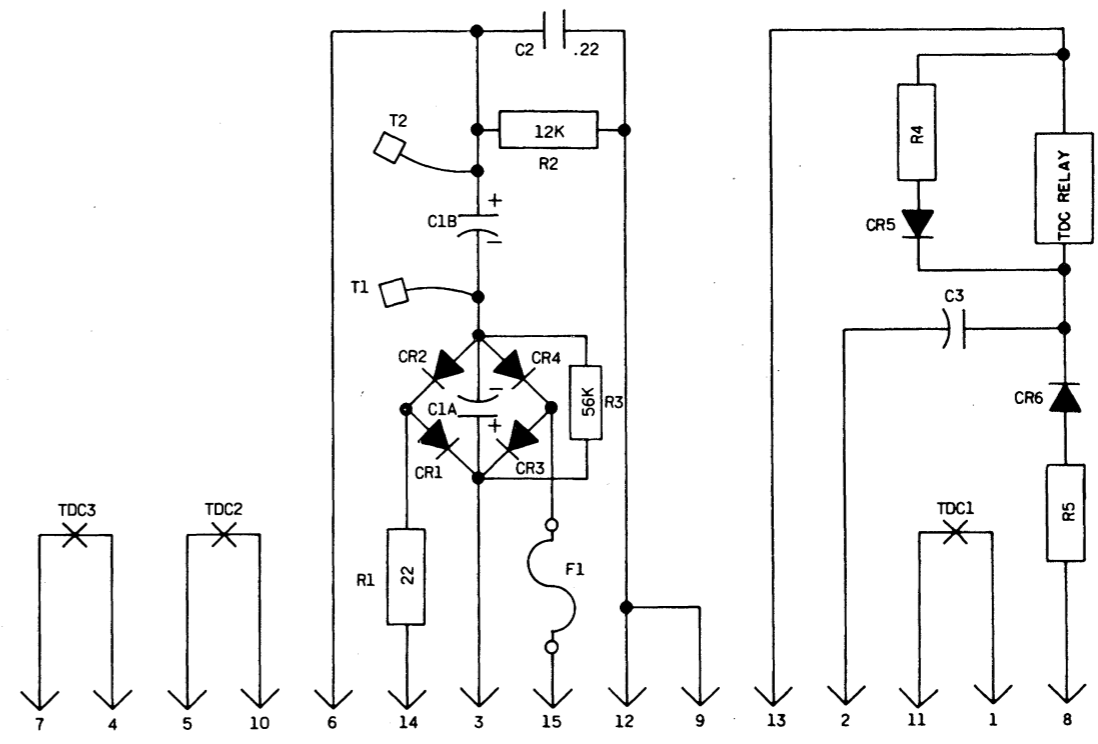 C2 .22
T2
12K
R2
R4
TDC RELAY
+
C1B
CR5
−
T1
C3
CR2
CR4
−
C1A
56K
R3
+
CR6
CR1
CR3
TDC3
TDC2
TDC1
R5
R1
22
F1
7 4 5 10 6 14 3 15 12 9 13 2 11 1 8